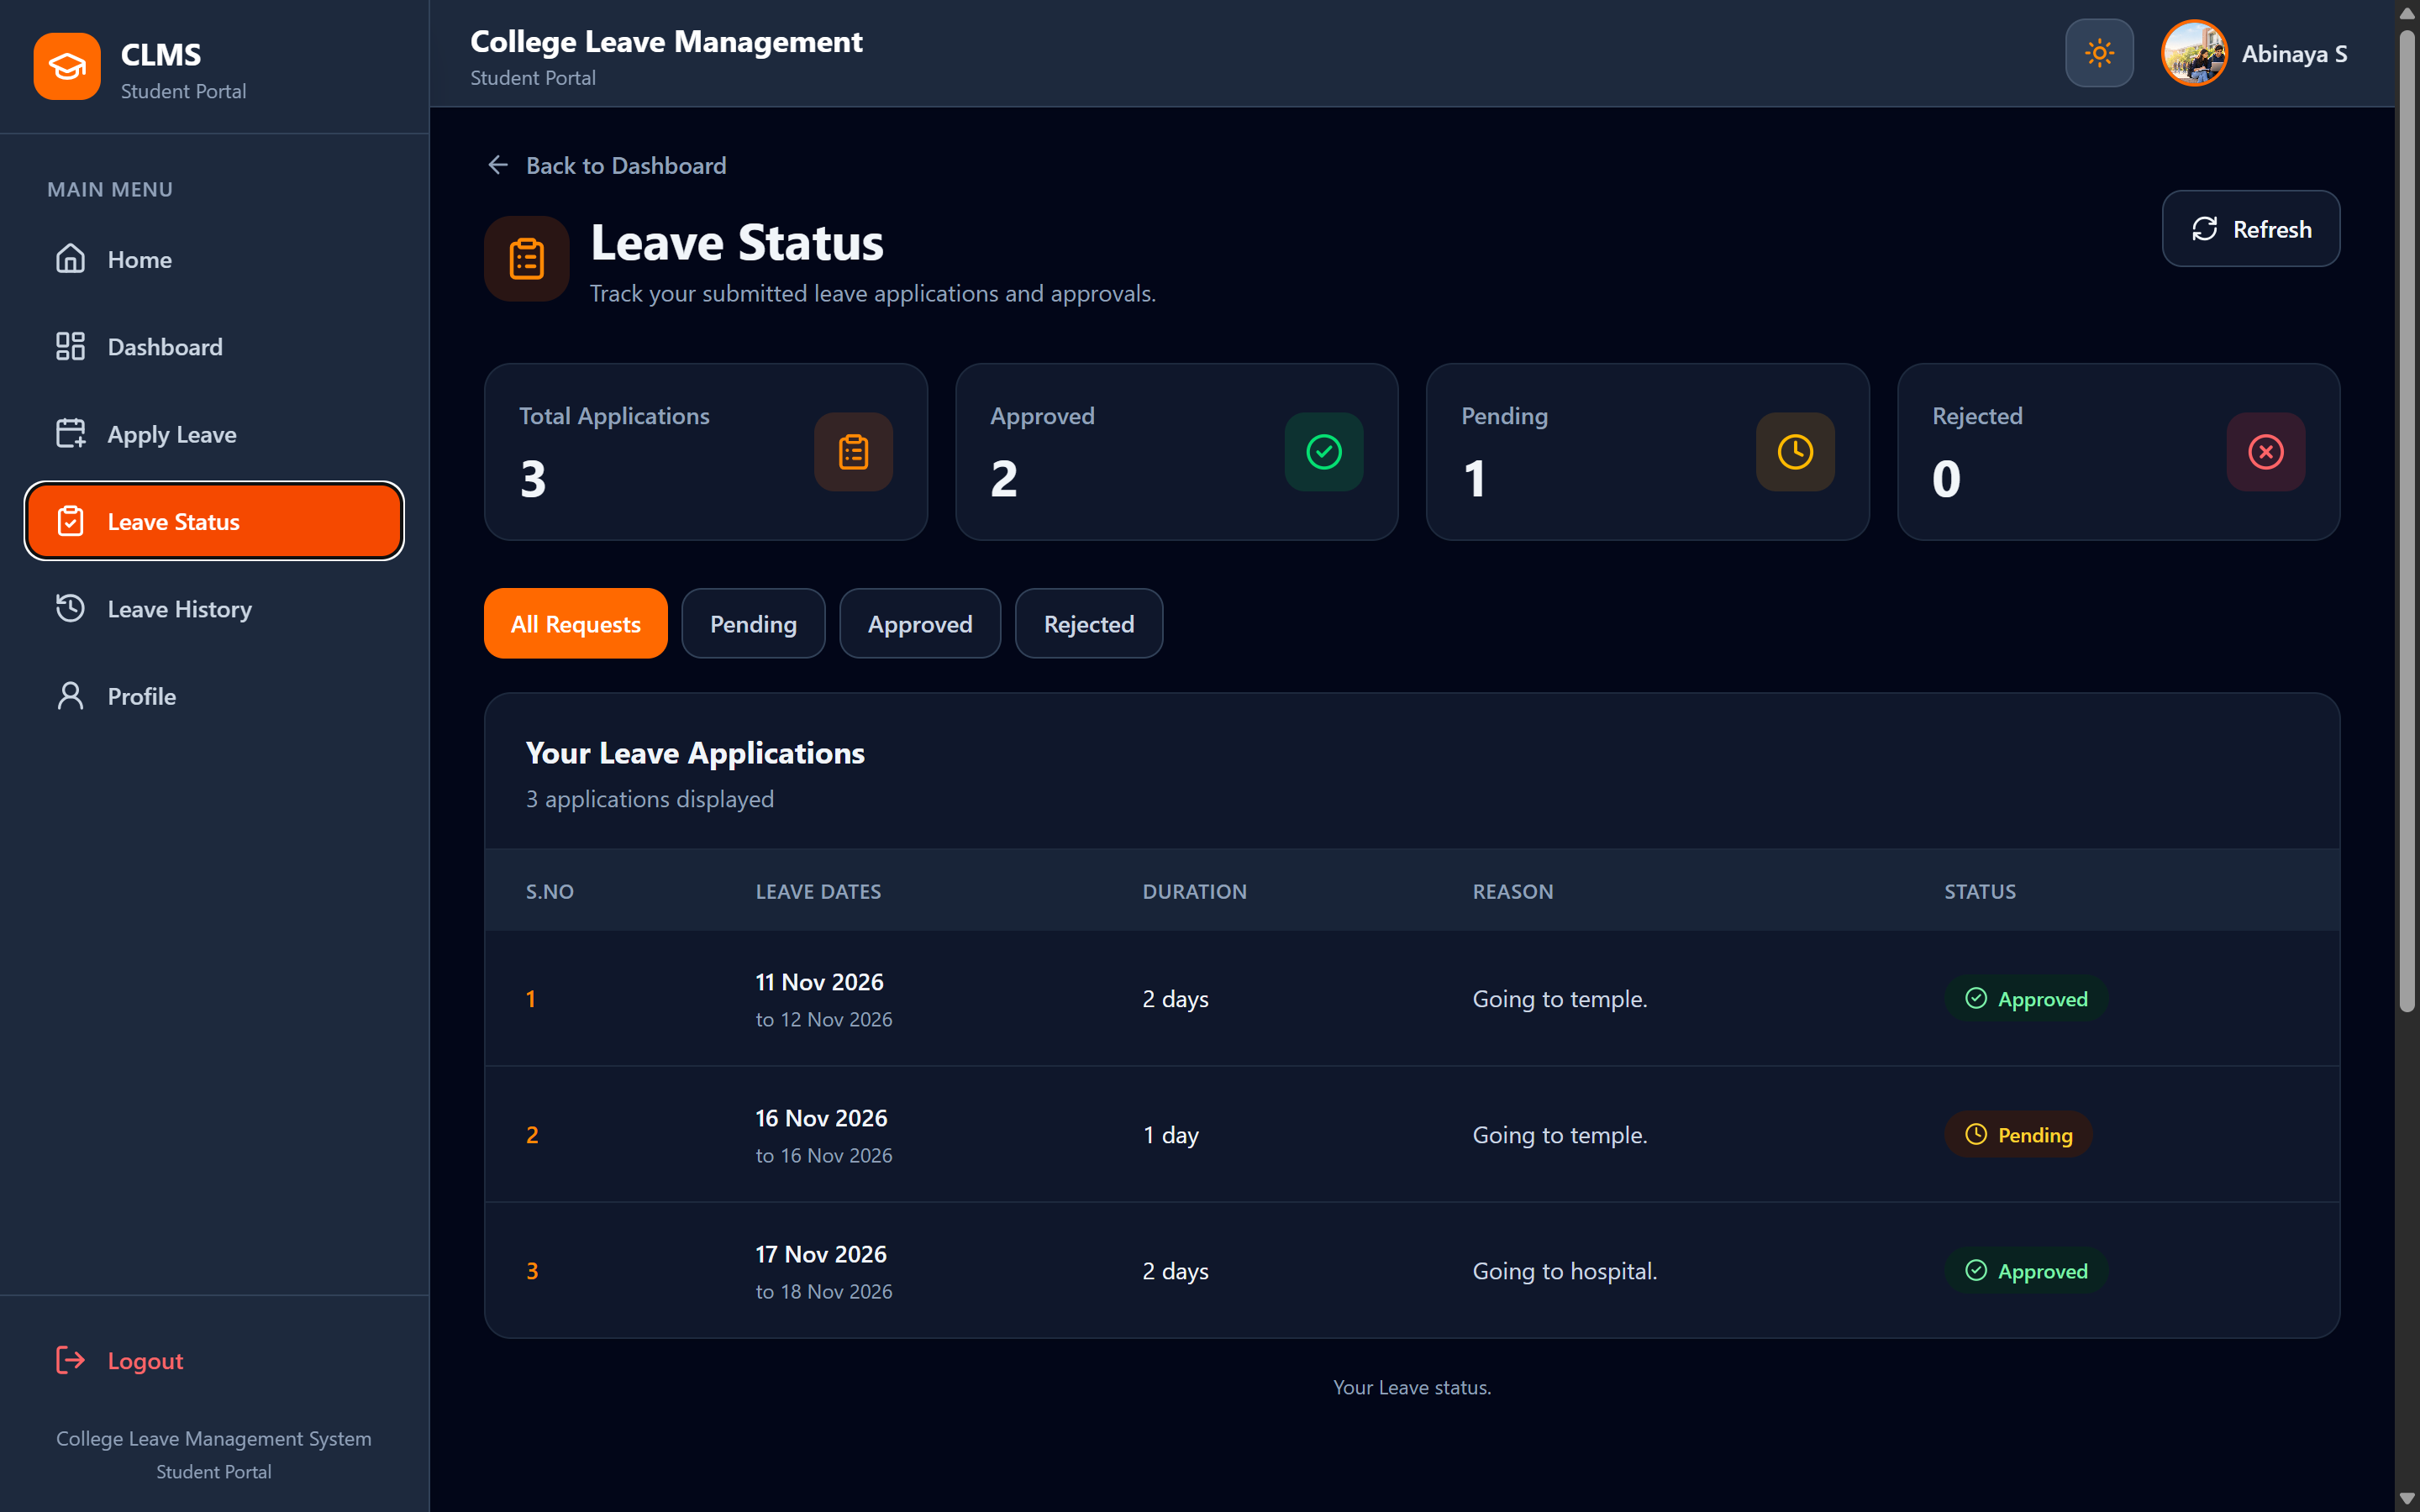 CLMS
Student Portal
MAIN MENU
Home
Dashboard
Apply Leave
Leave Status
Leave History
Profile
Logout
College Leave Management System
Student Portal
College Leave Management
Student Portal
Abinaya S
Back to Dashboard
Leave Status
Track your submitted leave applications and approvals.
Refresh
Total Applications
3
Approved
2
Pending
1
Rejected
0
All Requests
Pending
Approved
Rejected
Your Leave Applications
3 applications displayed
S.NO LEAVE DATES DURATION REASON STATUS
1 11 Nov 2026 2 days Going to temple. Approved
to 12 Nov 2026
2 16 Nov 2026 1 day Going to temple. Pending
to 16 Nov 2026
3 17 Nov 2026 2 days Going to hospital. Approved
to 18 Nov 2026
Your Leave status.